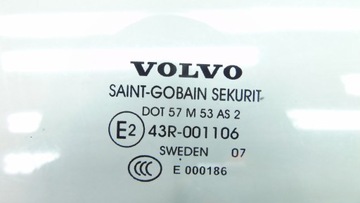 VOLVO
SAINT-GOBAIN SEKURIT
DOT 57 M 53 AS 2
E2 43R-001106
SWEDEN 07
CCC E 000186